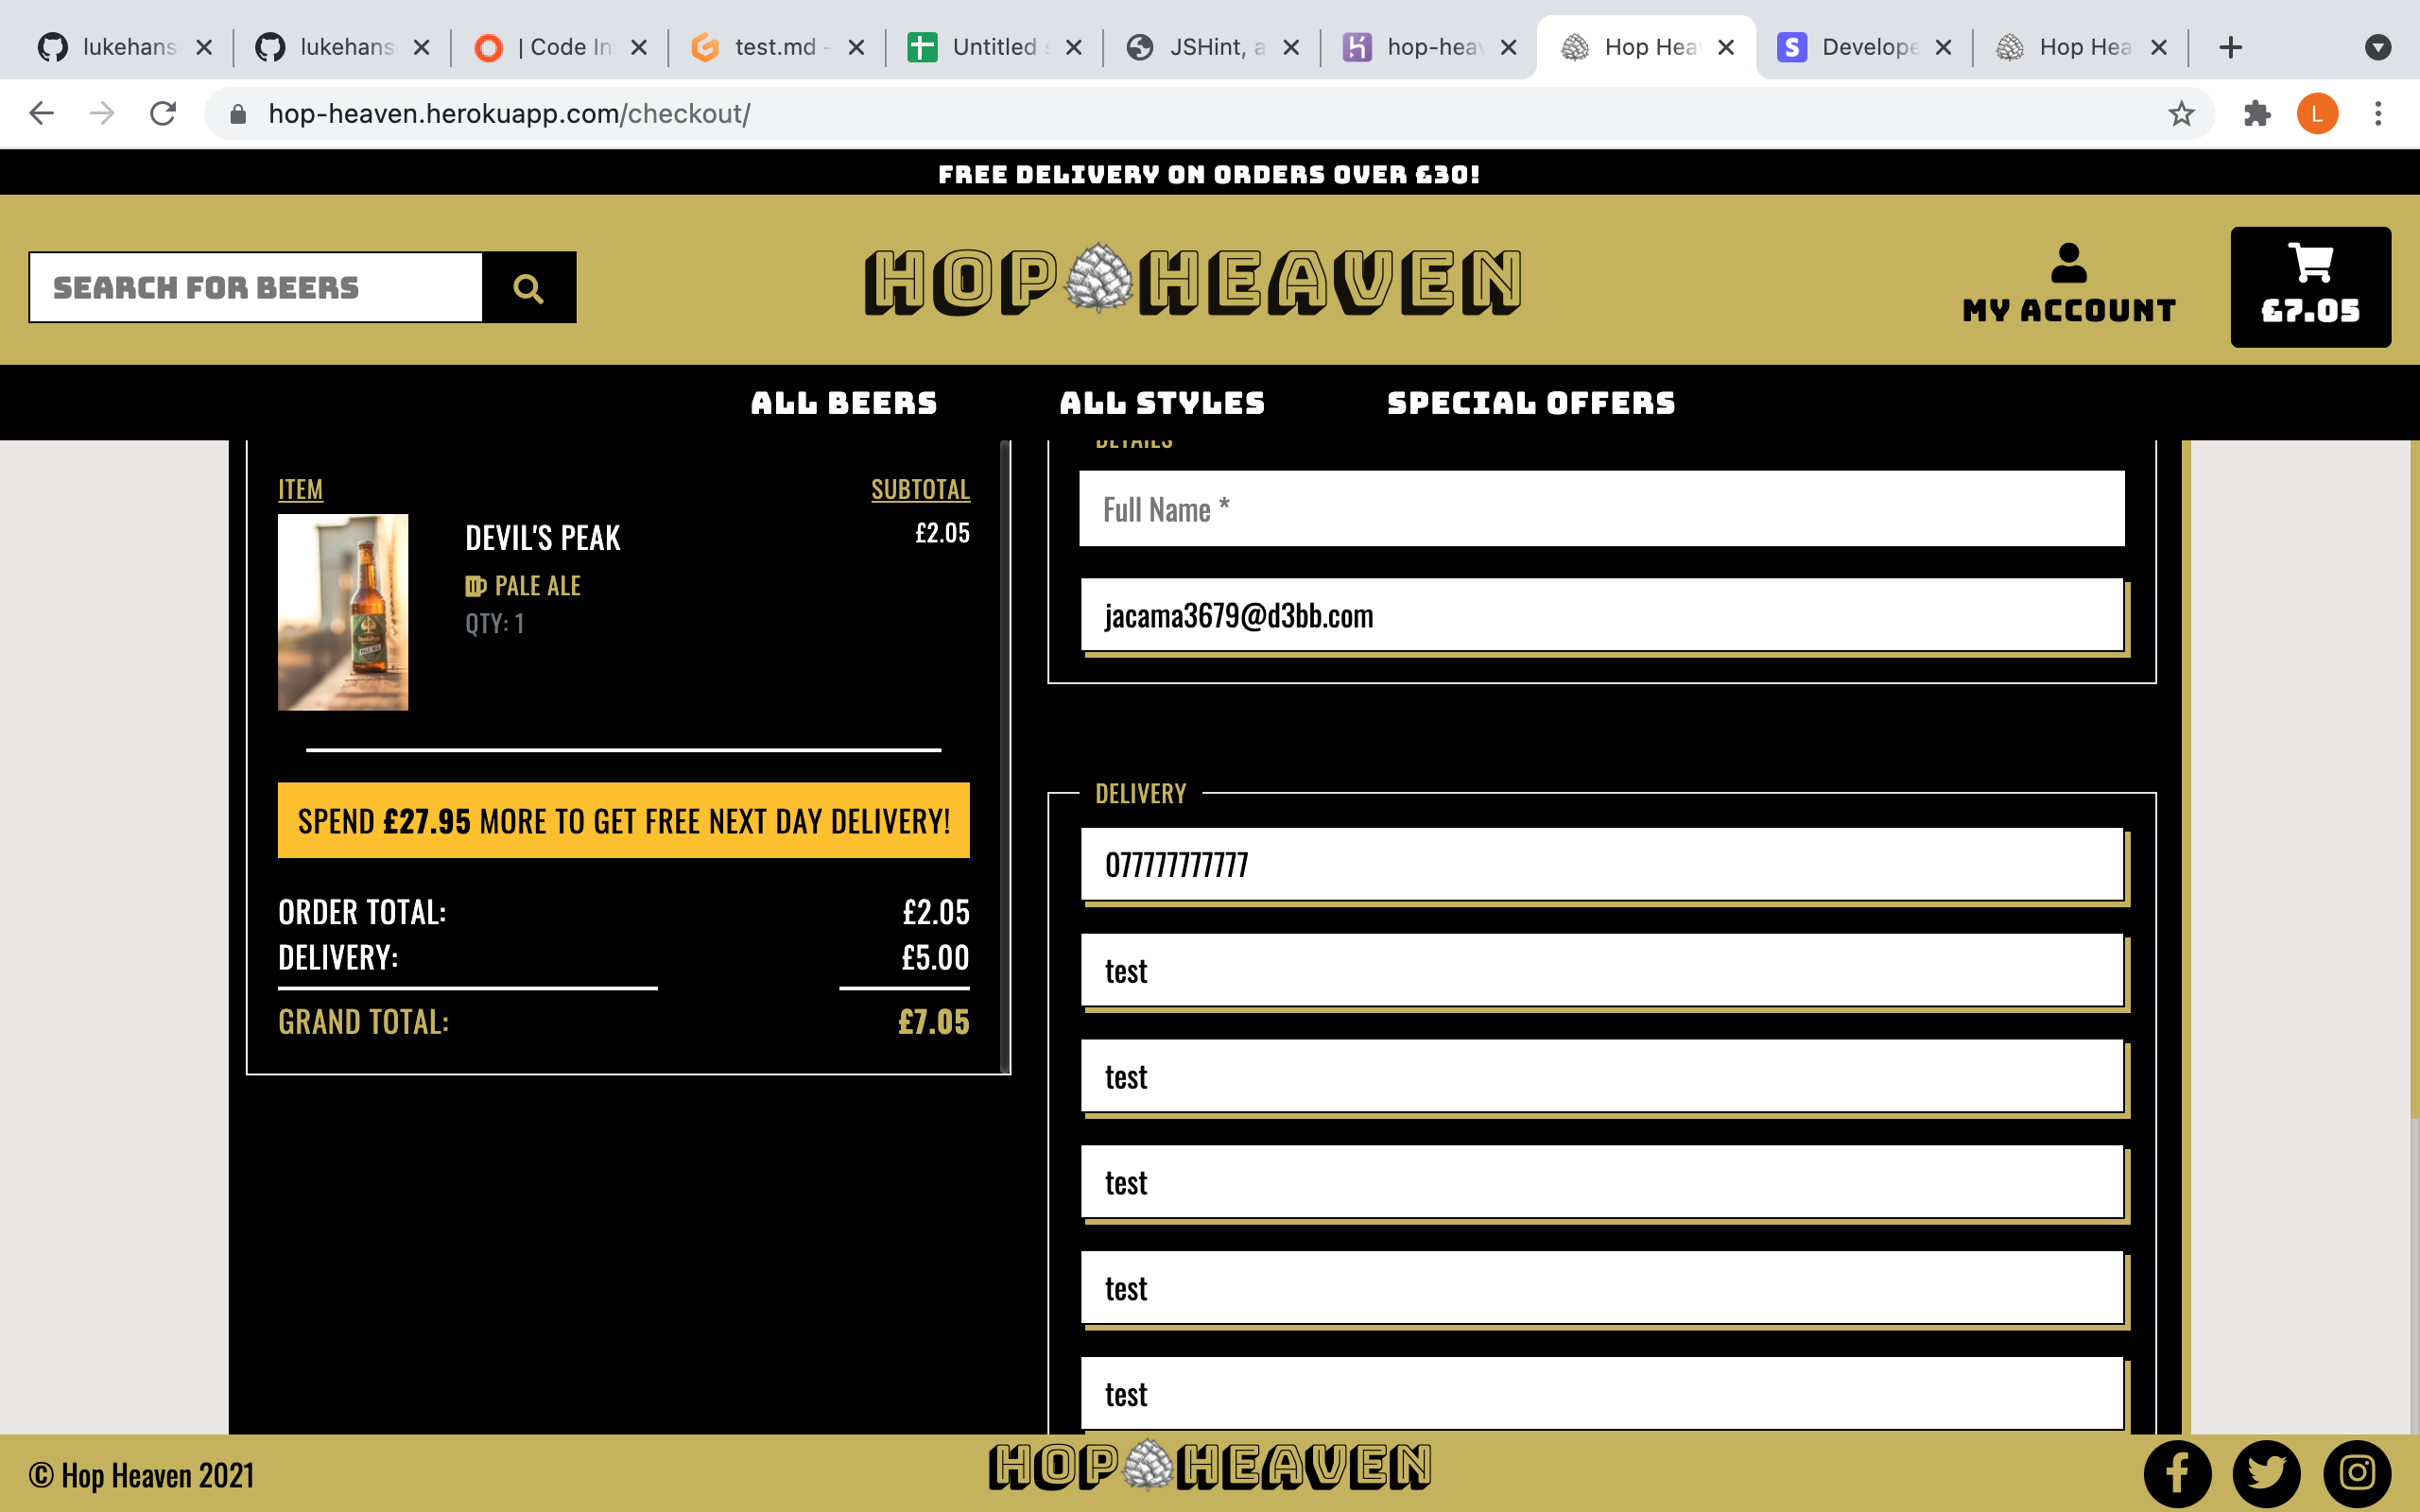 lukehans
lukehans
| Code In
test.md -
Untitled s
JSHint, a
hop-heav
Hop Hea
Develope
Hop Hea
hop-heaven.herokuapp.com/checkout/
L
FREE DELIVERY ON ORDERS OVER £30!
SEARCH FOR BEERS
HOP HEAVEN
MY ACCOUNT
£7.05
ALL BEERS
ALL STYLES
SPECIAL OFFERS
ITEM
SUBTOTAL
DEVIL'S PEAK
£2.05
PALE ALE
QTY: 1
SPEND £27.95 MORE TO GET FREE NEXT DAY DELIVERY!
ORDER TOTAL: £2.05
DELIVERY: £5.00
GRAND TOTAL: £7.05
DETAILS
Full Name *
jacama3679@d3bb.com
DELIVERY
077777777777
test
test
test
test
test
© Hop Heaven 2021
HOP HEAVEN